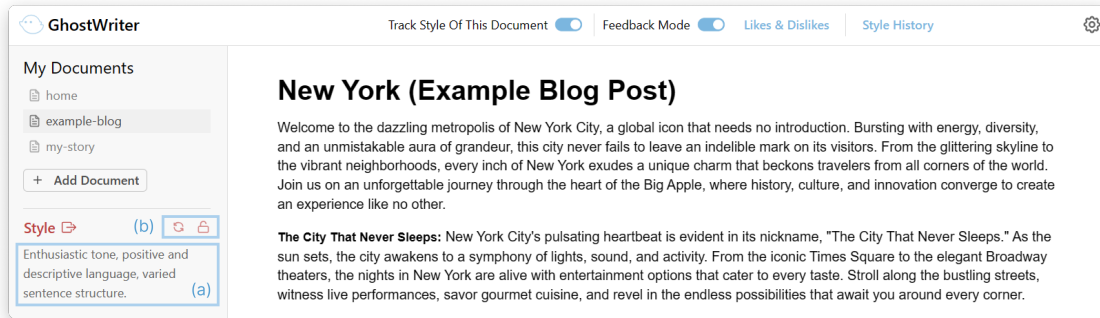 GhostWriter
Track Style Of This Document
Feedback Mode
Likes & Dislikes
Style History
My Documents
home
example-blog
my-story
+ Add Document
Style
(b)
Enthusiastic tone, positive and
descriptive language, varied
sentence structure.
(a)
New York (Example Blog Post)
Welcome to the dazzling metropolis of New York City, a global icon that needs no introduction. Bursting with energy, diversity,
and an unmistakable aura of grandeur, this city never fails to leave an indelible mark on its visitors. From the glittering skyline to
the vibrant neighborhoods, every inch of New York exudes a unique charm that beckons travelers from all corners of the world.
Join us on an unforgettable journey through the heart of the Big Apple, where history, culture, and innovation converge to create
an experience like no other.
The City That Never Sleeps: New York City's pulsating heartbeat is evident in its nickname, "The City That Never Sleeps." As the
sun sets, the city awakens to a symphony of lights, sound, and activity. From the iconic Times Square to the elegant Broadway
theaters, the nights in New York are alive with entertainment options that cater to every taste. Stroll along the bustling streets,
witness live performances, savor gourmet cuisine, and revel in the endless possibilities that await you around every corner.